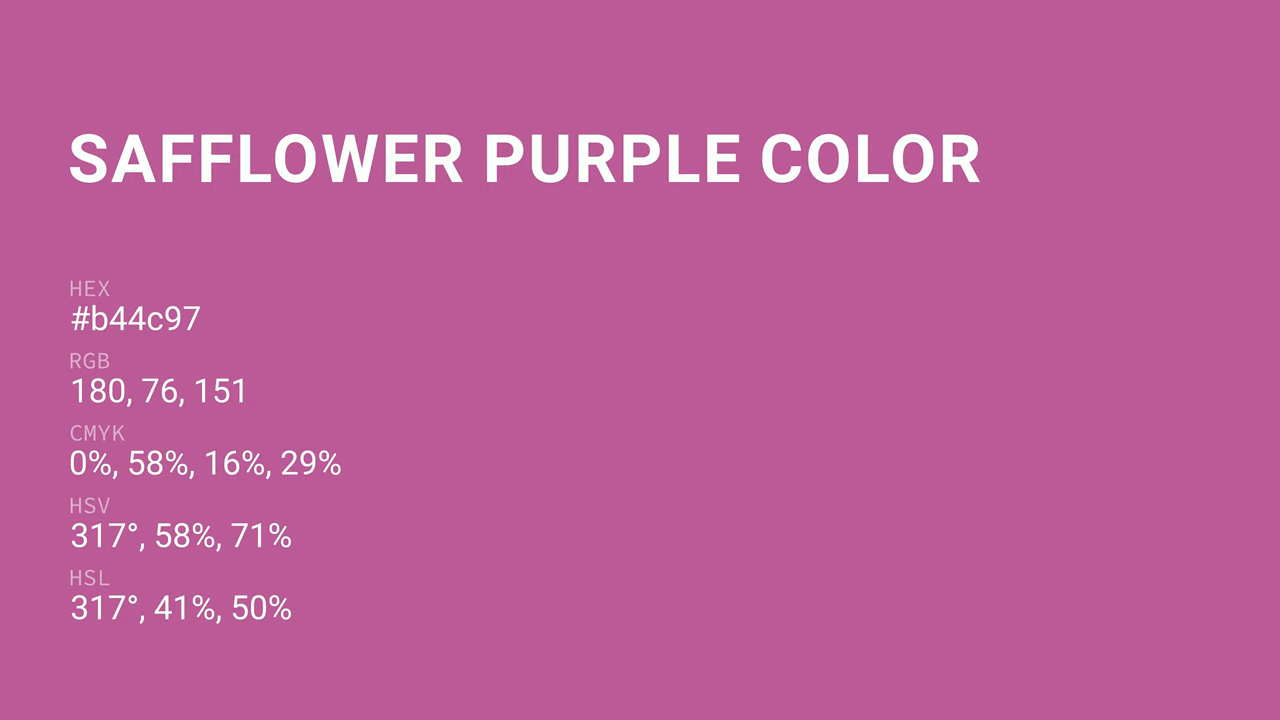 SAFFLOWER PURPLE COLOR
HEX
#b44c97
RGB
180, 76, 151
CMYK
0%, 58%, 16%, 29%
HSV
317°, 58%, 71%
HSL
317°, 41%, 50%